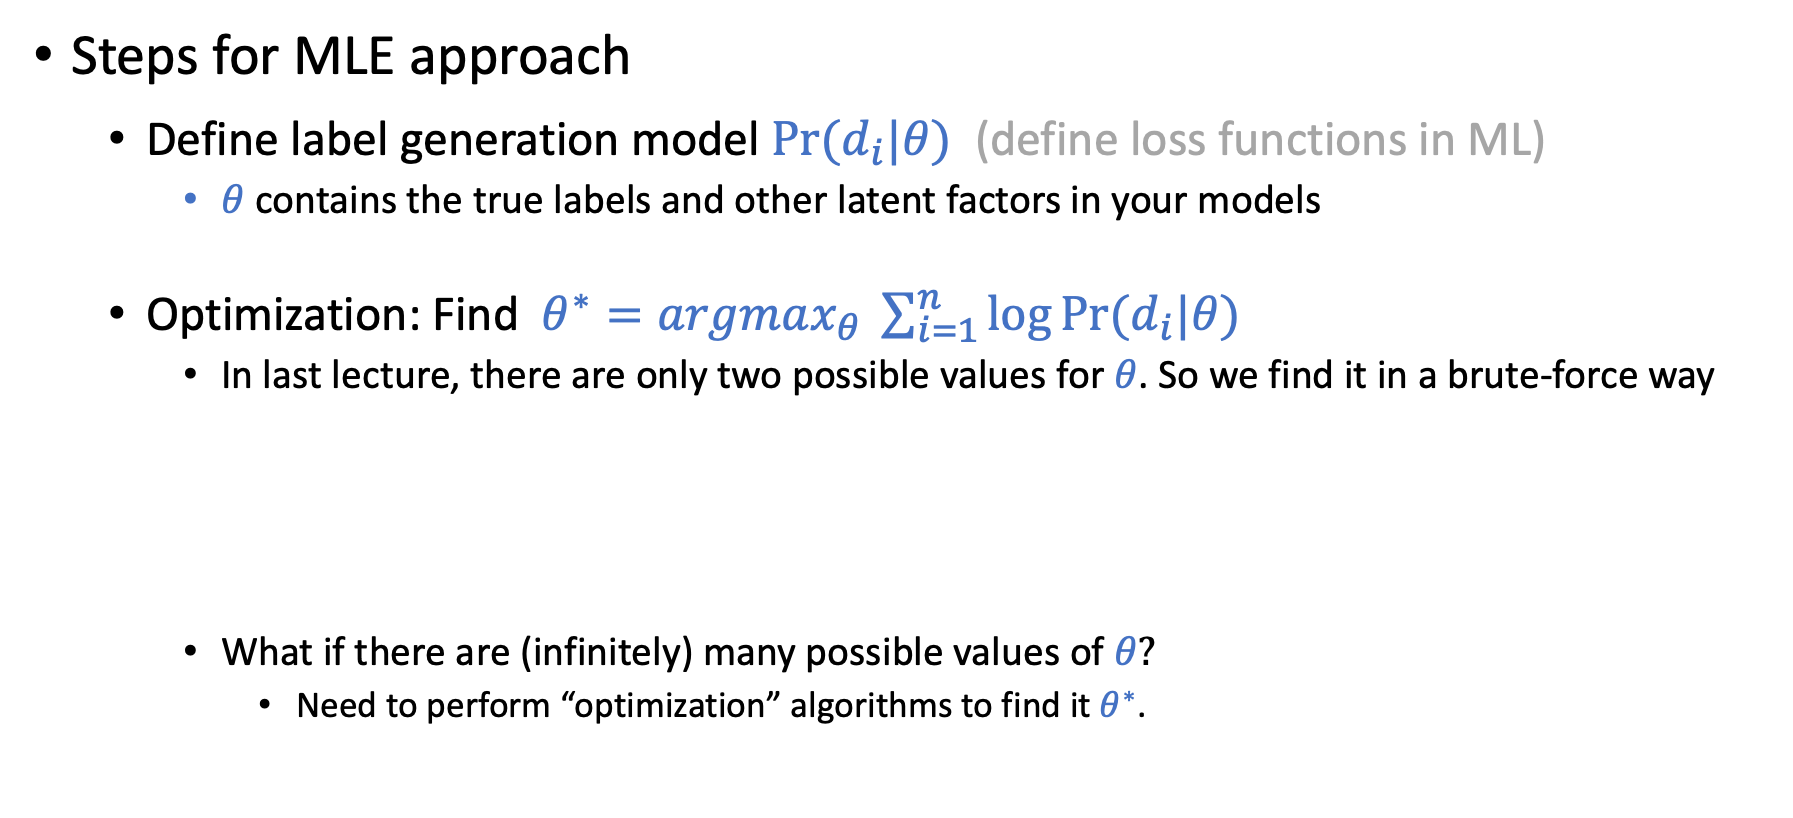 • Steps for MLE approach
• Define label generation model Pr(dᵢ|θ) (define loss functions in ML)
• θ contains the true labels and other latent factors in your models
• Optimization: Find θ* = argmax_θ ∑ⁿᵢ₌₁ log Pr(dᵢ|θ)
• In last lecture, there are only two possible values for θ. So we find it in a brute-force way
• What if there are (infinitely) many possible values of θ?
• Need to perform “optimization” algorithms to find it θ*.